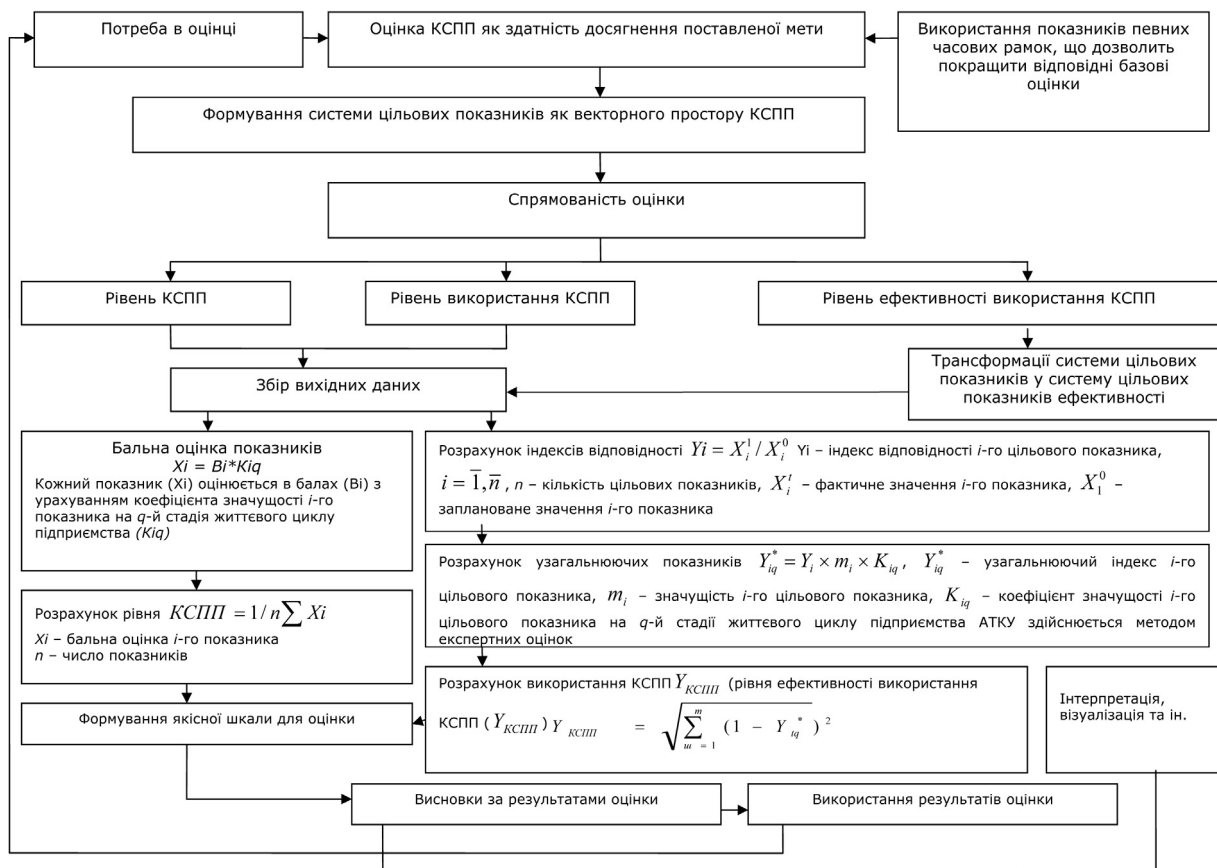 Потреба в оцінці
Оцінка КСПП як здатність досягнення поставленої мети
Використання показників певних
часових рамок, що дозволить
покращити відповідні базові
оцінки
Формування системи цільових показників як векторного простору КСПП
Спрямованість оцінки
Рівень КСПП
Рівень використання КСПП
Рівень ефективності використання КСПП
Трансформації системи цільових
показників у систему цільових
показників ефективності
Збір вихідних даних
Бальна оцінка показників
Xi = Bi*Kiq
Кожний показник (Xi) оцінюється в балах (Ві) з
урахуванням коефіцієнта значущості i-го
показника на q-й стадія життєвого циклу
підприємства (Kiq)
Розрахунок індексів відповідності Yi = X_i^1 / X_i^0 Yi – індекс відповідності i-го цільового показника,
i = 1, n , n – кількість цільових показників, X_i^t – фактичне значення i-го показника, X_1^0 –
заплановане значення i-го показника
Розрахунок узагальнюючих показників Y_iq^* = Y_i × m_i × K_iq, Y_iq^* – узагальнюючий індекс i-го
цільового показника, m_i – значущість i-го цільового показника, K_iq – коефіцієнт значущості i-го
цільового показника на q-й стадії життєвого циклу підприємства АТКУ здійснюється методом
експертних оцінок
Розрахунок рівня КСПП = 1/ n∑ Xi
Xi – бальна оцінка i-го показника
n – число показників
Розрахунок використання КСПП Y_КСПП (рівня ефективності використання
КСПП ( Y_КСПП ) Y_КСПП = √∑_{ш = 1}^m (1 − Y_iq^*)^2
Інтерпретація,
візуалізація та ін.
Формування якісної шкали для оцінки
Висновки за результатами оцінки
Використання результатів оцінки